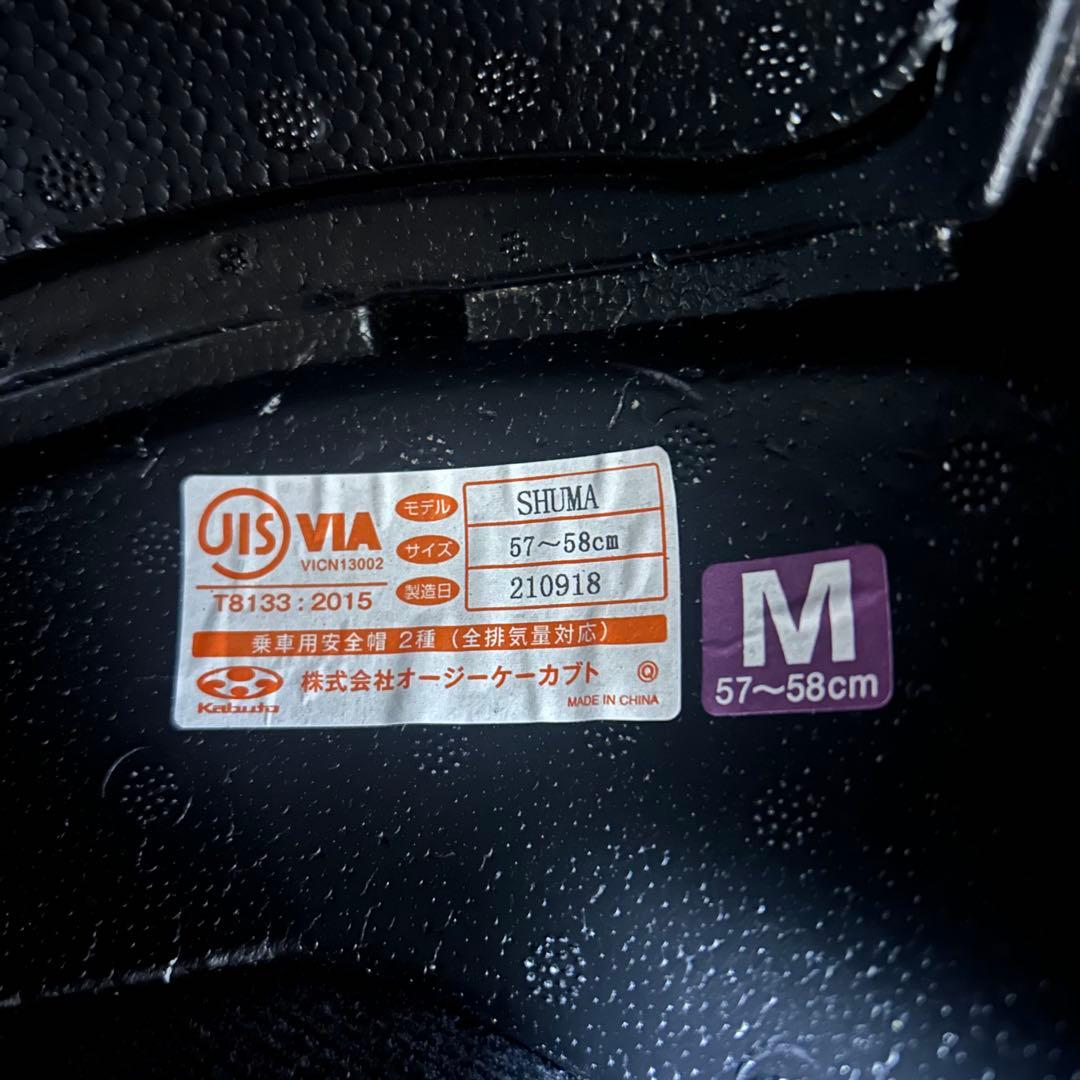 JIS VIA
VICN13002
T8133:2015
モデル SHUMA
サイズ 57～58cm
製造日 210918
乗車用安全帽 2種(全排気量対応)
Kabuto
株式会社オージーケーカブト Q
MADE IN CHINA
M
57～58cm